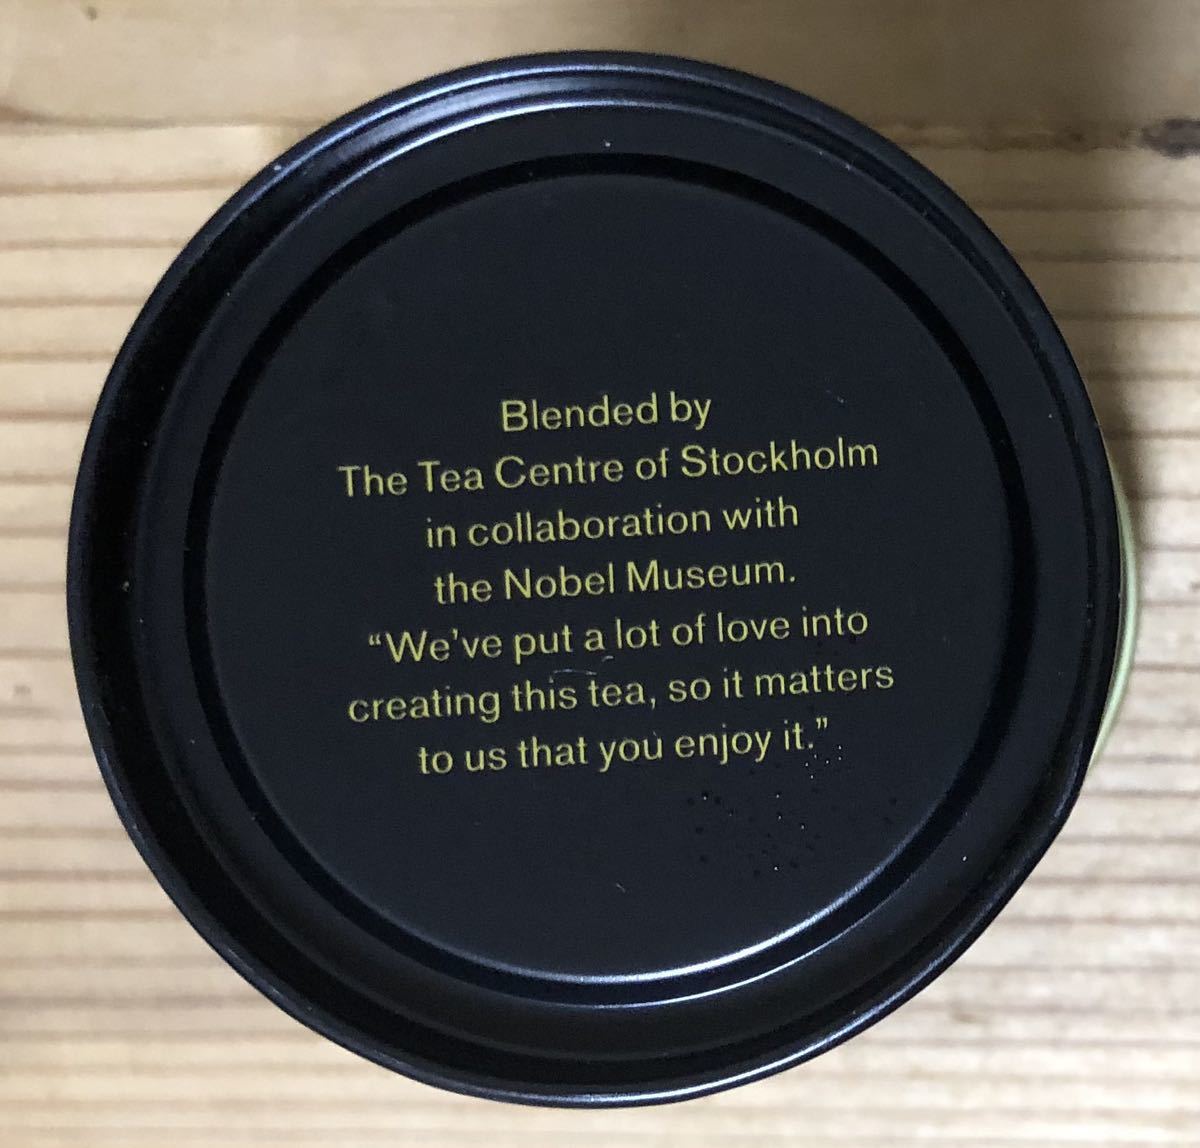 Blended by
The Tea Centre of Stockholm
in collaboration with
the Nobel Museum.
“We’ve put a lot of love into
creating this tea, so it matters
to us that you enjoy it.”